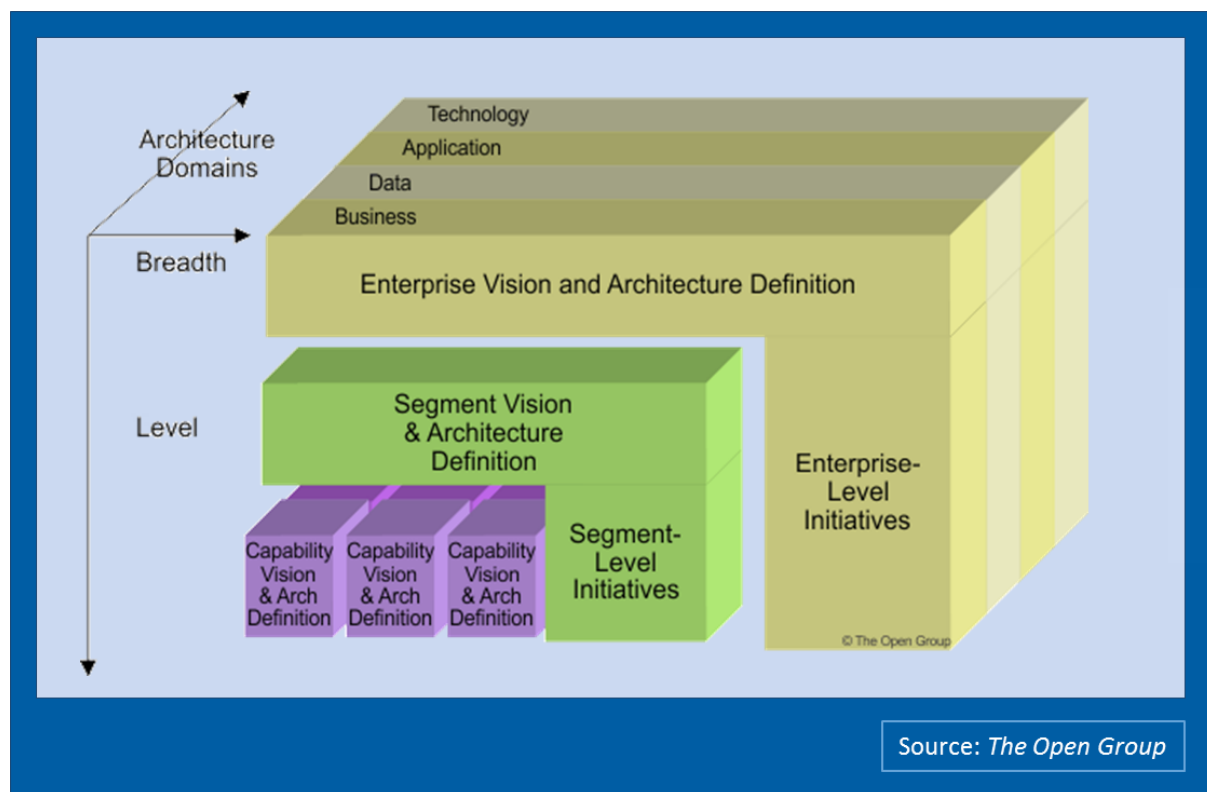 Technology
Architecture
Domains
Application
Data
Business
Breadth
Enterprise Vision and Architecture Definition
Level
Segment Vision
& Architecture
Definition
Enterprise-
Level
Initiatives
Capability
Vision
& Arch
Definition
Capability
Vision
& Arch
Definition
Capability
Vision
& Arch
Definition
Segment-
Level
Initiatives
© The Open Group
Source: The Open Group